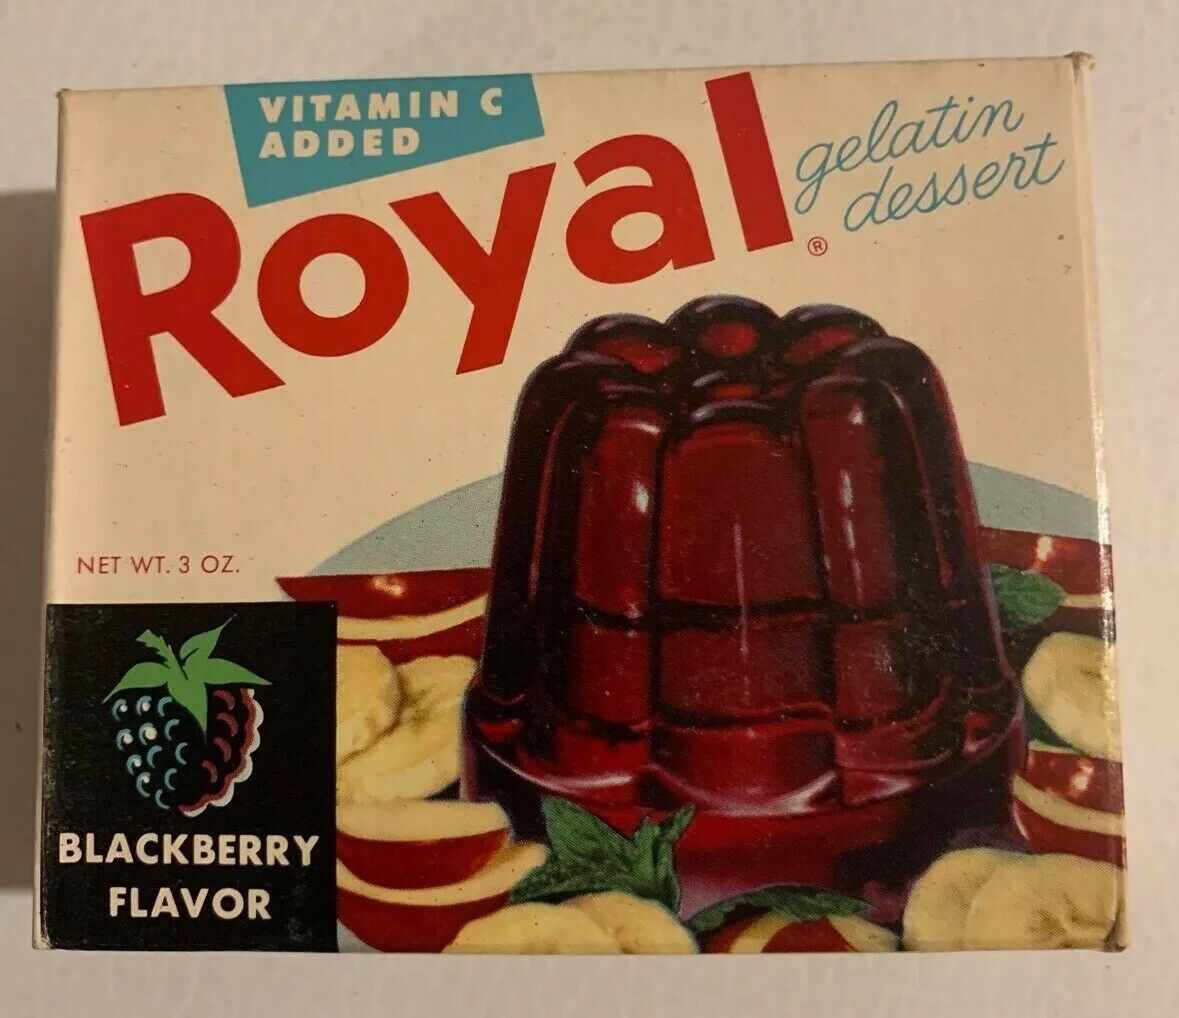 VITAMIN C
ADDED
Royal®
gelatin
dessert
NET WT. 3 OZ.
BLACKBERRY
FLAVOR